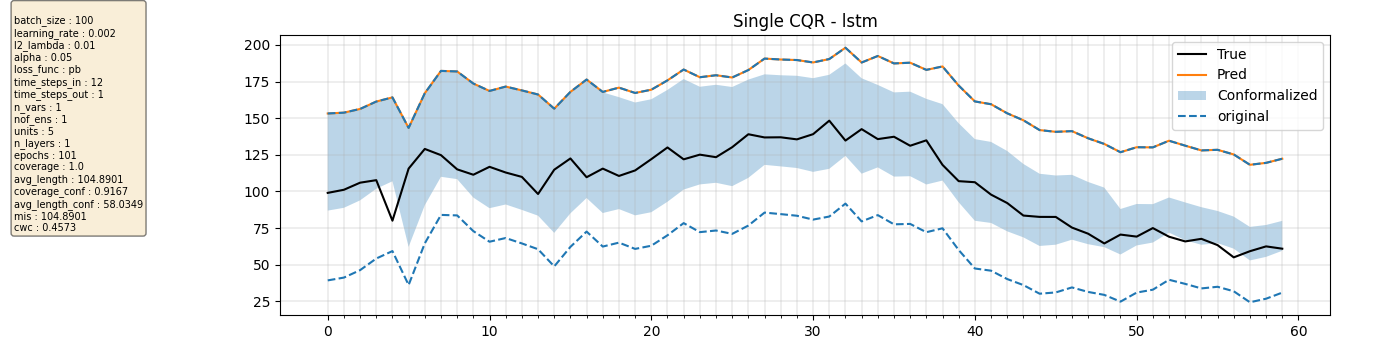 batch_size : 100
learning_rate : 0.002
l2_lambda : 0.01
alpha : 0.05
loss_func : pb
time_steps_in : 12
time_steps_out : 1
n_vars : 1
nof_ens : 1
units : 5
n_layers : 1
epochs : 101
coverage : 1.0
avg_length : 104.8901
coverage_conf : 0.9167
avg_length_conf : 58.0349
mis : 104.8901
cwc : 0.4573
Single CQR - lstm
200
175
150
125
100
75
50
25
0 10 20 30 40 50 60
True
Pred
Conformalized
original